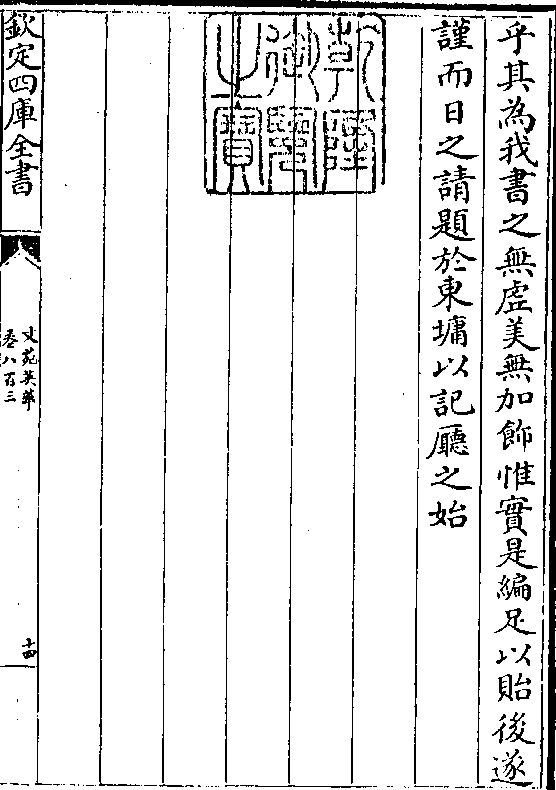 乎其為我書之無虛美無加飾惟實是編足以貽後遂
謹而日之請題於東墉以記廳之始
乾隆
御覽
之寶
欽定四庫全書
文苑英華
卷八百三
十四